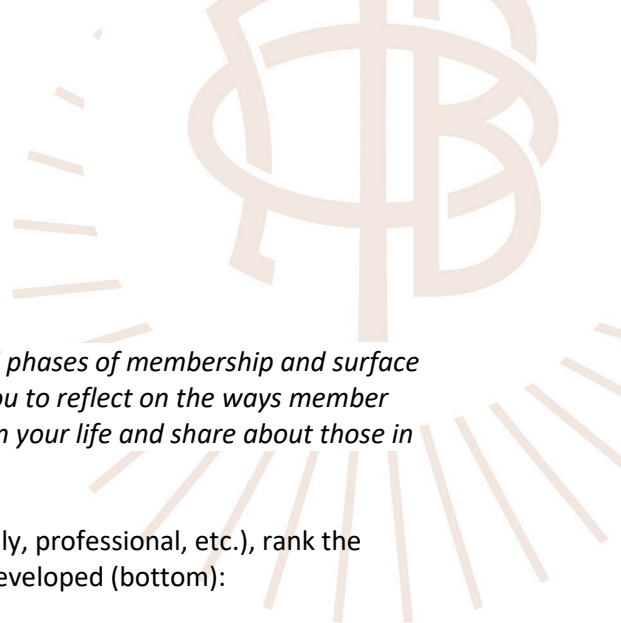 phases of membership and surface
ou to reflect on the ways member
n your life and share about those in
ly, professional, etc.), rank the
eveloped (bottom):